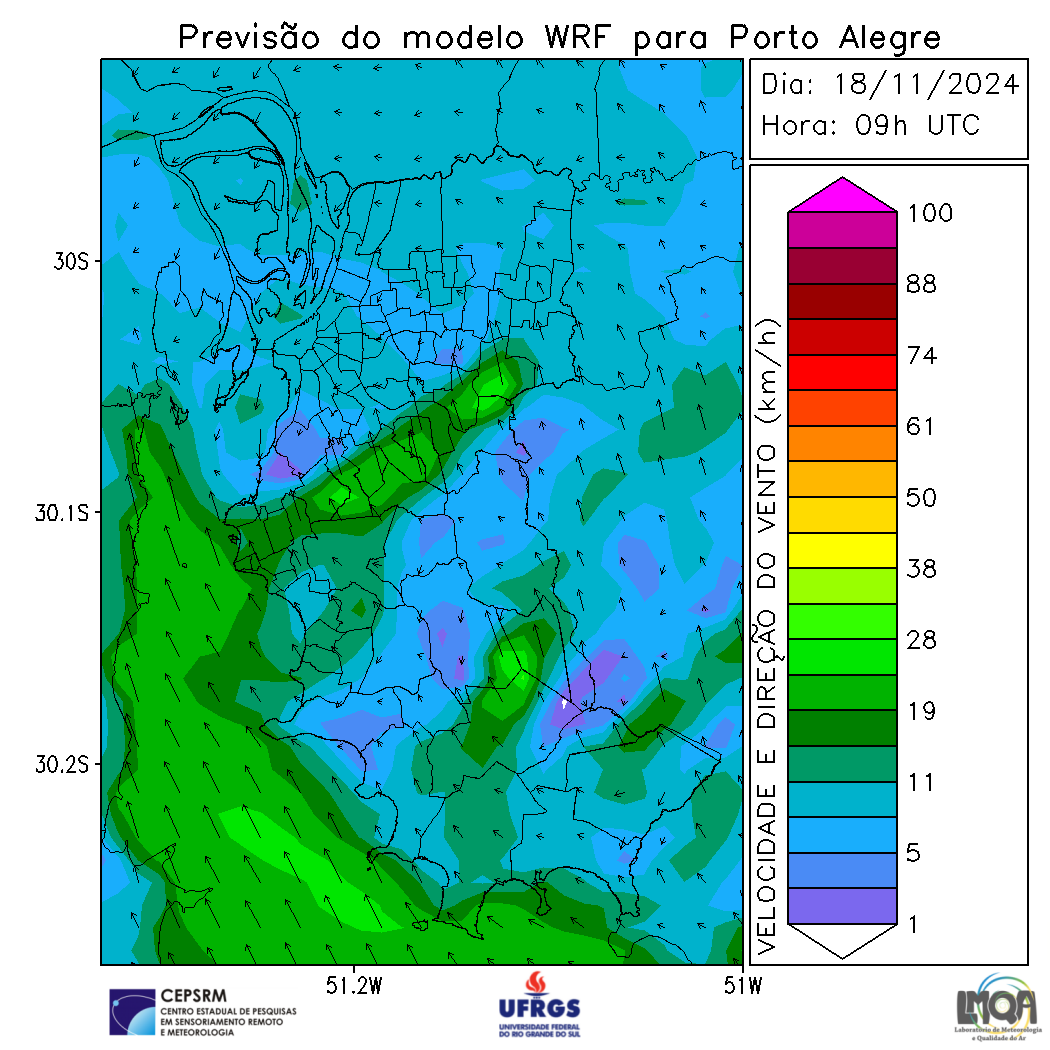 Previsão do modelo WRF para Porto Alegre
Dia: 18/11/2024
Hora: 09h UTC
30S
30.1S
30.2S
51.2W
51W
VELOCIDADE E DIREÇÃO DO VENTO (km/h)
100
88
74
61
50
38
28
19
11
5
1
CEPSRM
CENTRO ESTADUAL DE PESQUISAS
EM SENSORIAMENTO REMOTO
E METEOROLOGIA
UFRGS
UNIVERSIDADE FEDERAL
DO RIO GRANDE DO SUL
LMQA
Laboratório de Meteorologia
e Qualidade do Ar